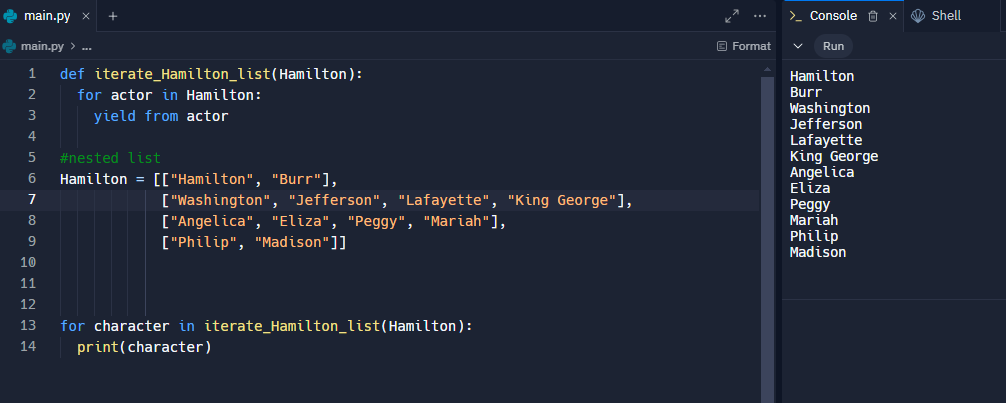 main.py × +
main.py > ...
Format
1 def iterate_Hamilton_list(Hamilton):
2   for actor in Hamilton:
3     yield from actor
4
5 #nested list
6 Hamilton = [["Hamilton", "Burr"],
7             ["Washington", "Jefferson", "Lafayette", "King George"],
8             ["Angelica", "Eliza", "Peggy", "Mariah"],
9             ["Philip", "Madison"]]
10
11
12
13 for character in iterate_Hamilton_list(Hamilton):
14   print(character)
Console × Shell
Run
Hamilton
Burr
Washington
Jefferson
Lafayette
King George
Angelica
Eliza
Peggy
Mariah
Philip
Madison